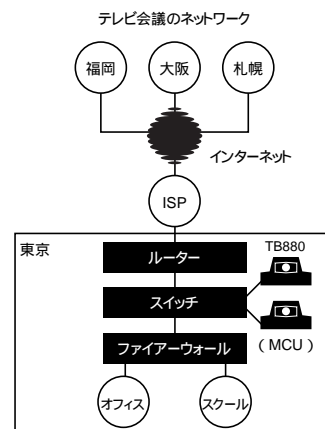 テレビ会議のネットワーク
福岡
大阪
札幌
インターネット
ISP
東京
ルーター
TB880
スイッチ
ファイアーウォール
(MCU)
オフィス
スクール